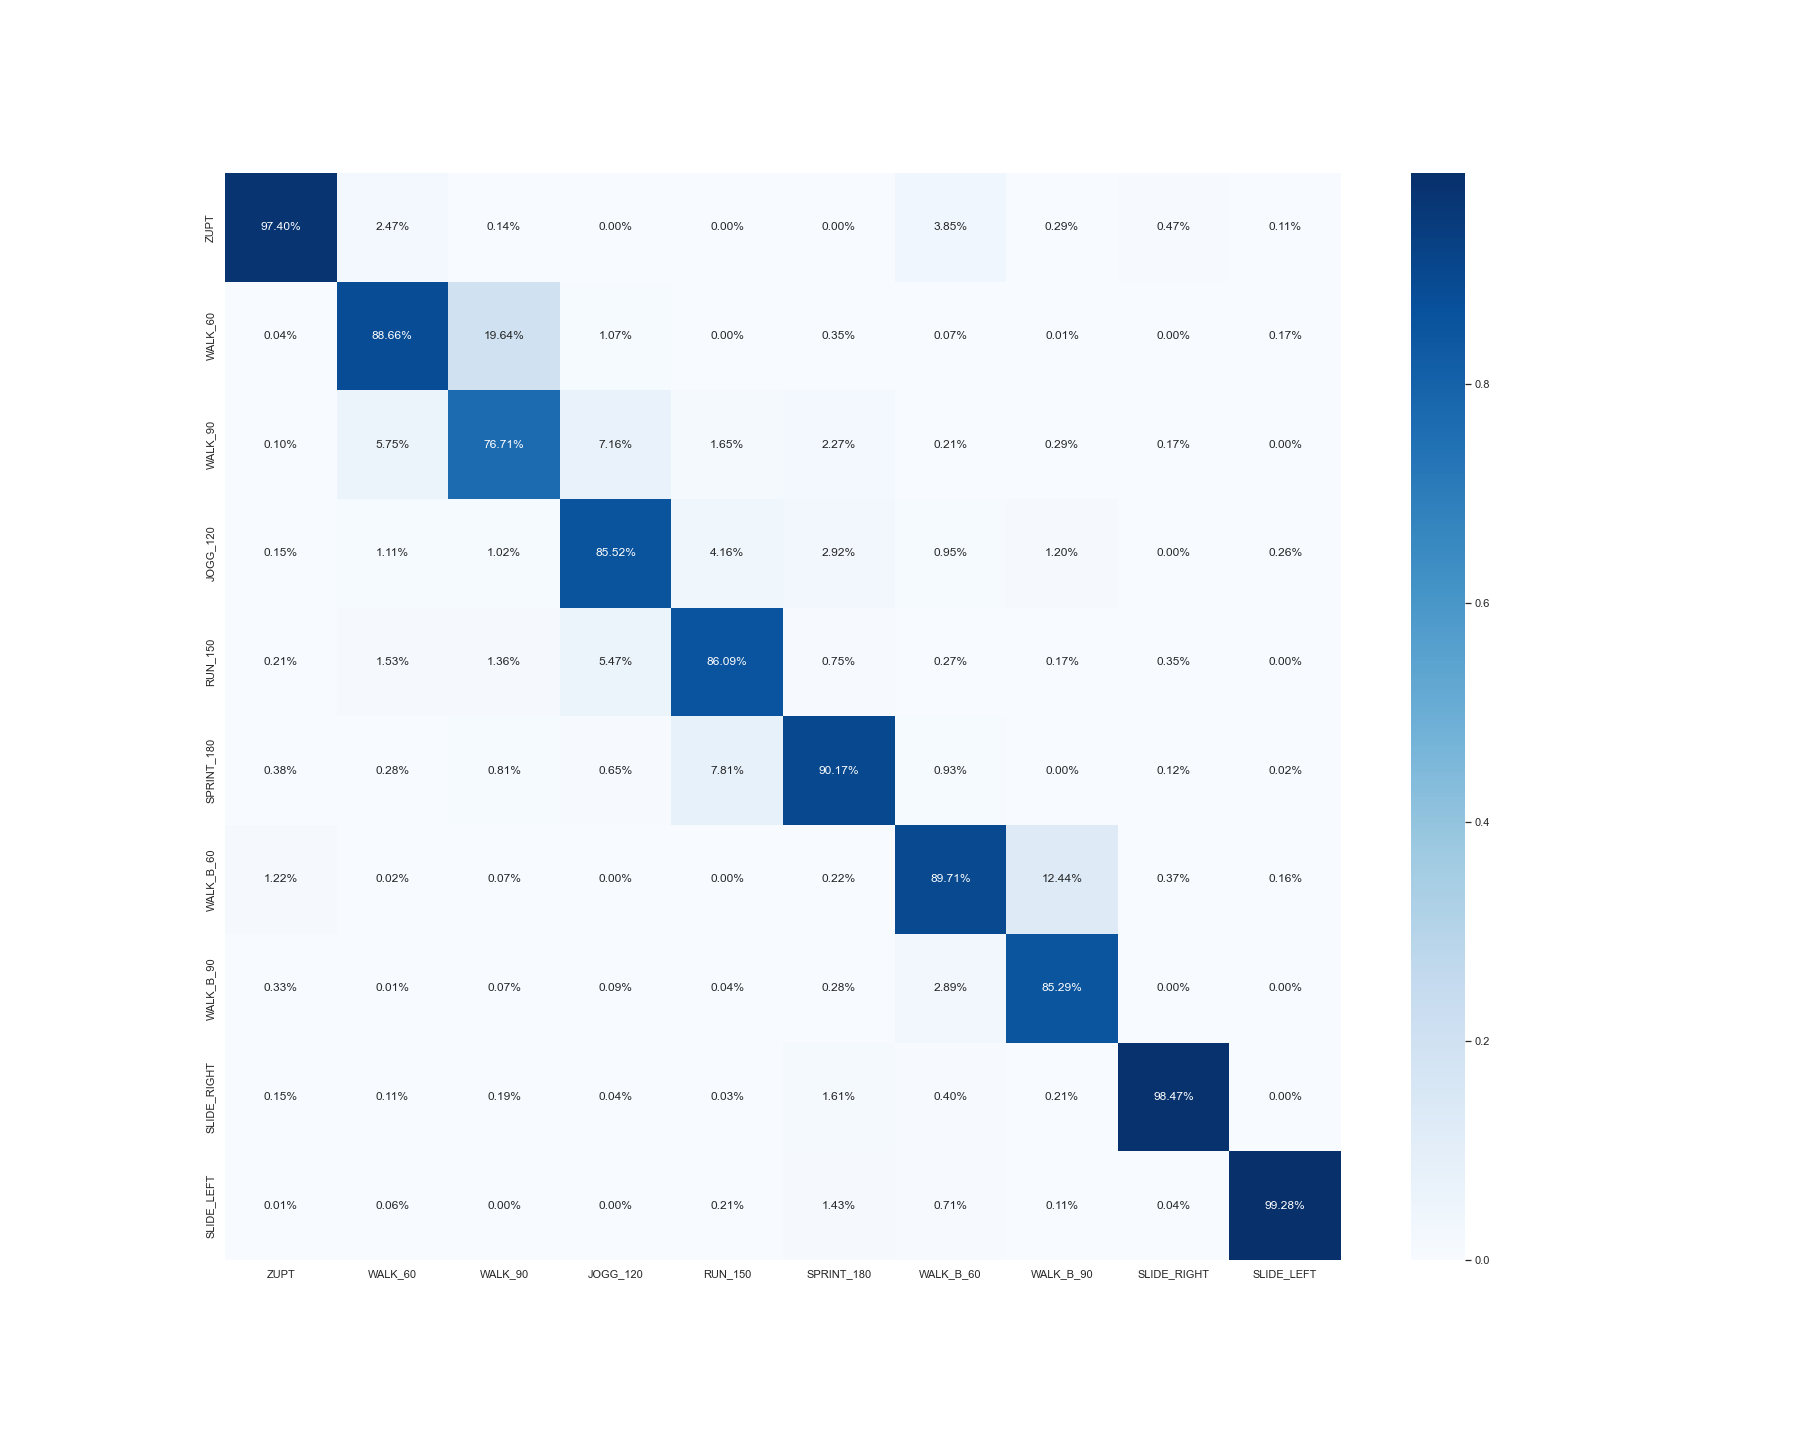 ZUPT 97.40% 2.47% 0.14% 0.00% 0.00% 0.00% 3.85% 0.29% 0.47% 0.11%
WALK_60 0.04% 88.66% 19.64% 1.07% 0.00% 0.35% 0.07% 0.01% 0.00% 0.17%
WALK_90 0.10% 5.75% 76.71% 7.16% 1.65% 2.27% 0.21% 0.29% 0.17% 0.00%
JOGG_120 0.15% 1.11% 1.02% 85.52% 4.16% 2.92% 0.95% 1.20% 0.00% 0.26%
RUN_150 0.21% 1.53% 1.36% 5.47% 86.09% 0.75% 0.27% 0.17% 0.35% 0.00%
SPRINT_180 0.38% 0.28% 0.81% 0.65% 7.81% 90.17% 0.93% 0.00% 0.12% 0.02%
WALK_B_60 1.22% 0.02% 0.07% 0.00% 0.00% 0.22% 89.71% 12.44% 0.37% 0.16%
WALK_B_90 0.33% 0.01% 0.07% 0.09% 0.04% 0.28% 2.89% 85.29% 0.00% 0.00%
SLIDE_RIGHT 0.15% 0.11% 0.19% 0.04% 0.03% 1.61% 0.40% 0.21% 98.47% 0.00%
SLIDE_LEFT 0.01% 0.06% 0.00% 0.00% 0.21% 1.43% 0.71% 0.11% 0.04% 99.28%
ZUPT WALK_60 WALK_90 JOGG_120 RUN_150 SPRINT_180 WALK_B_60 WALK_B_90 SLIDE_RIGHT SLIDE_LEFT
0.8
0.6
0.4
0.2
0.0